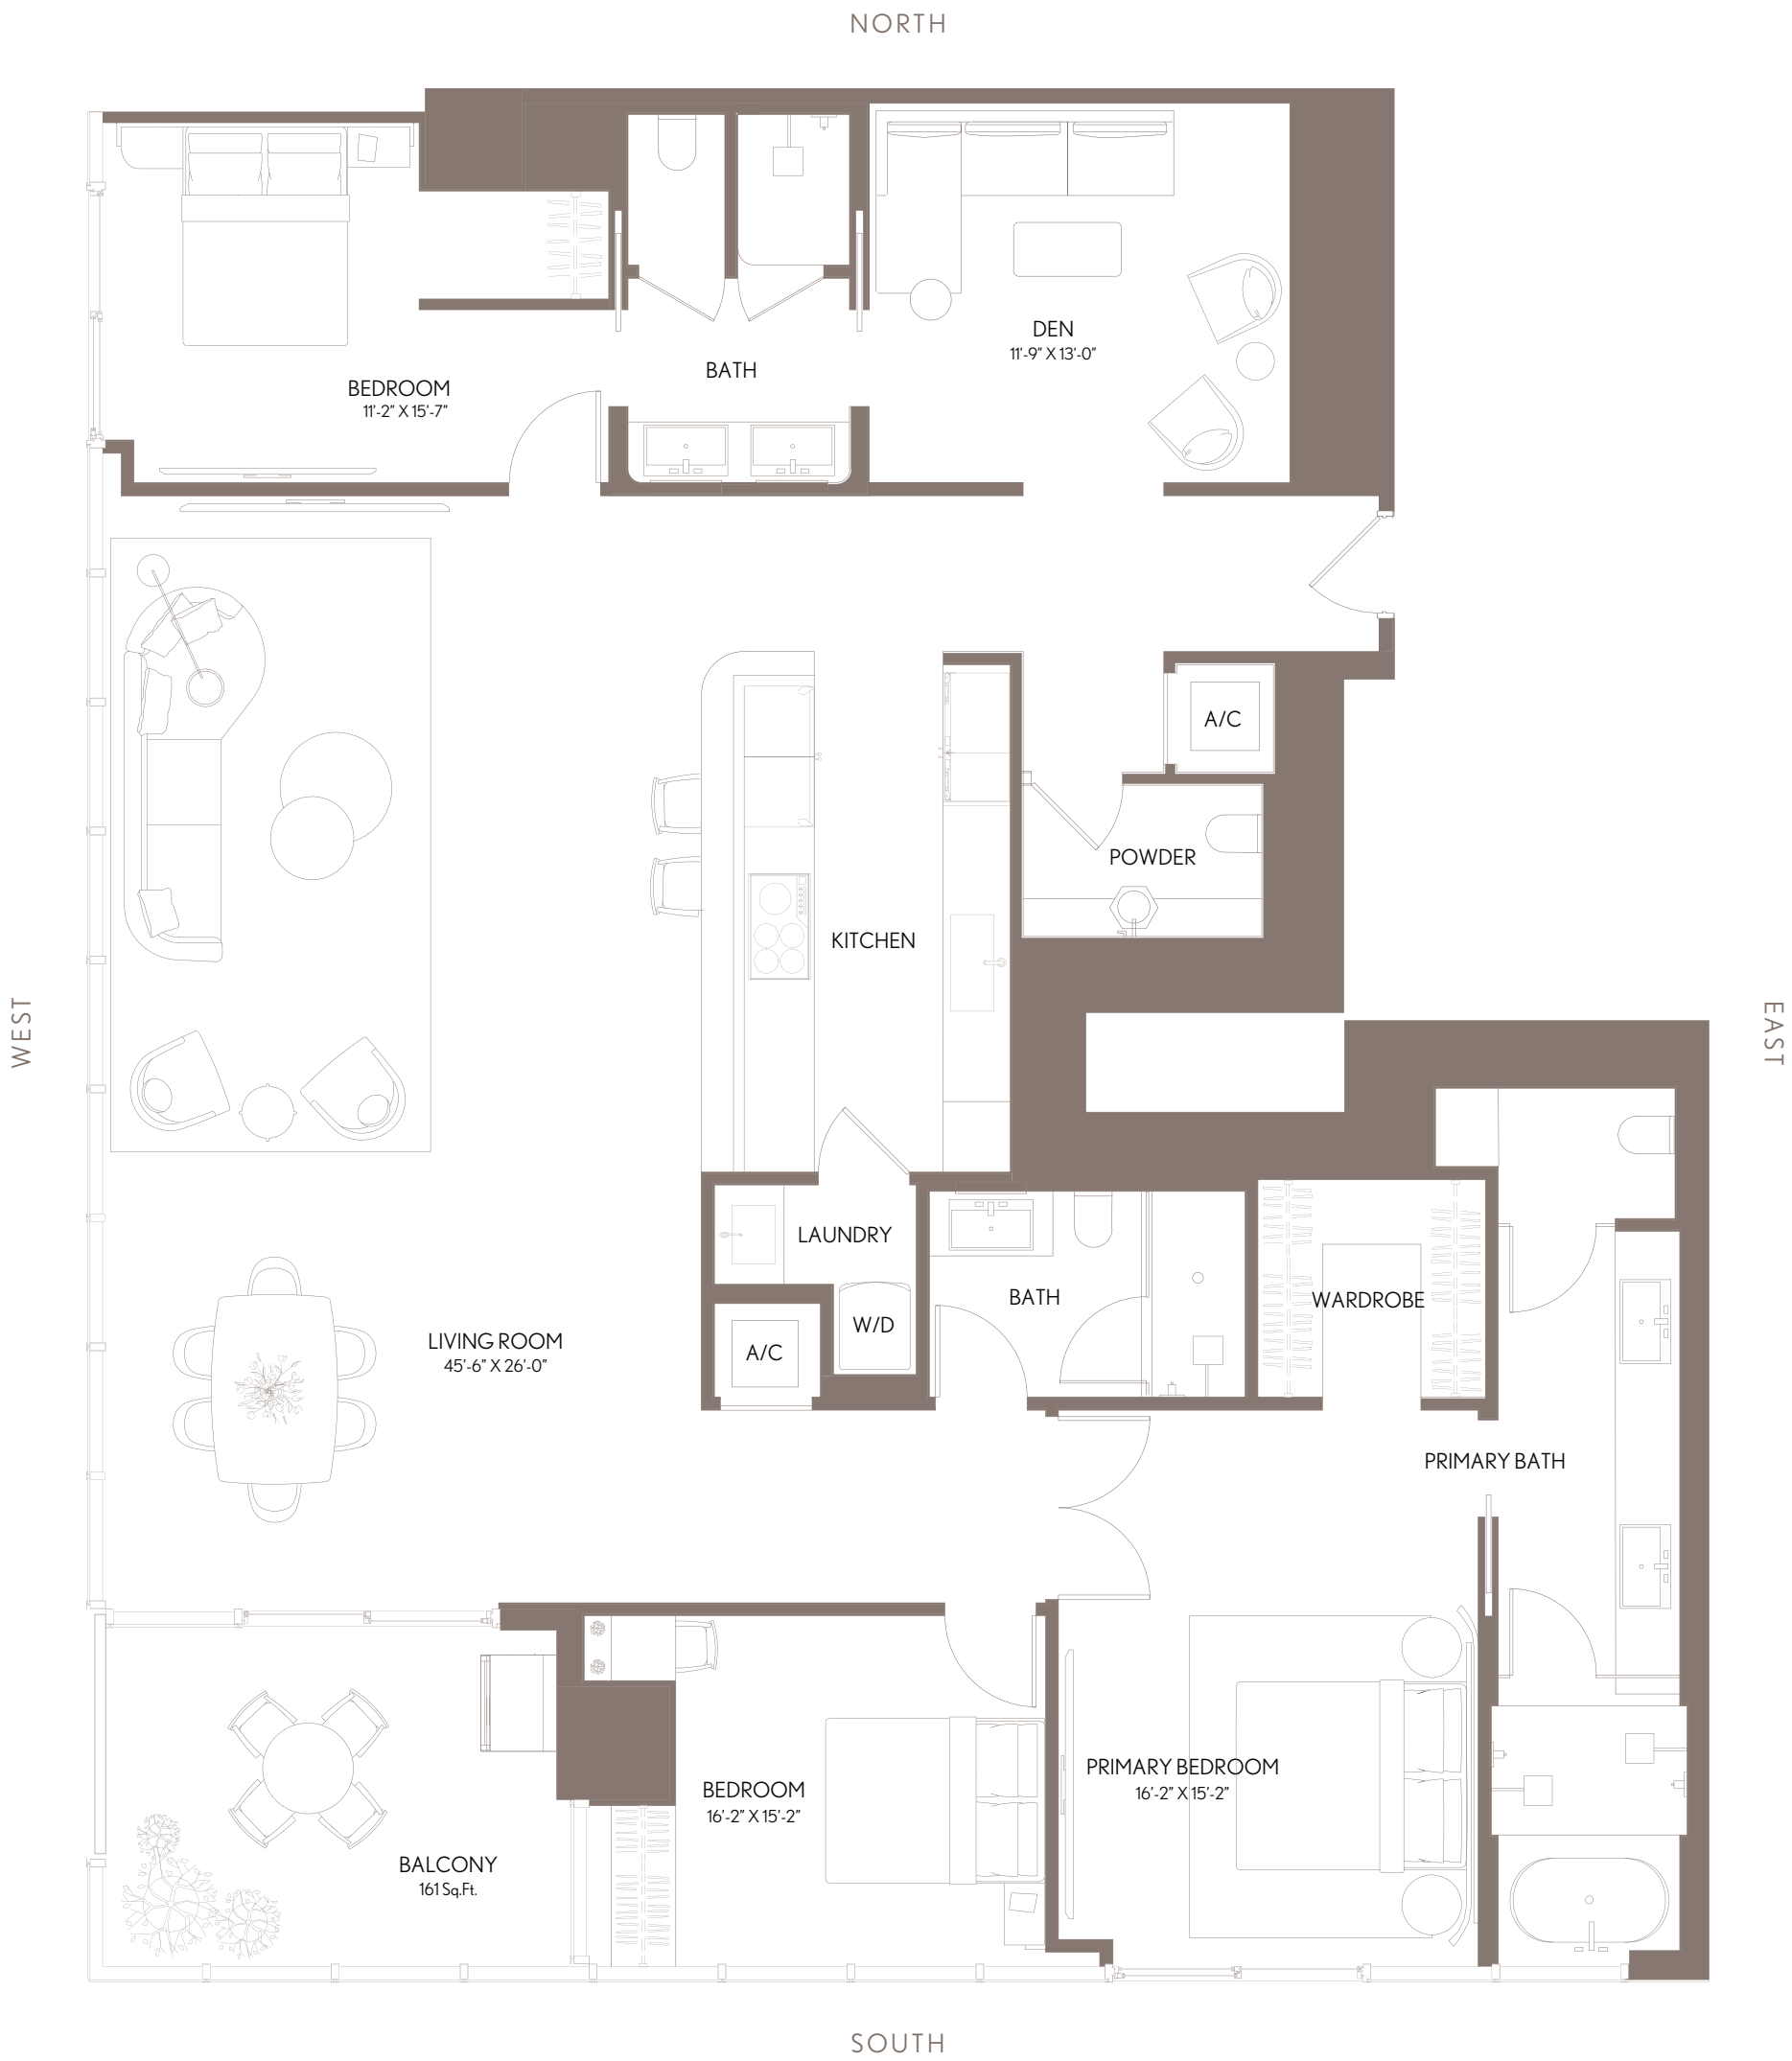 NORTH
DEN
11'-9" X 13'-0"
BATH
BEDROOM
11'-2" X 15'-7"
A/C
POWDER
KITCHEN
WEST
EAST
LAUNDRY
BATH
WARDROBE
W/D
A/C
LIVING ROOM
45'-6" X 26'-0"
PRIMARY BATH
PRIMARY BEDROOM
16'-2" X 15'-2"
BEDROOM
16'-2" X 15'-2"
BALCONY
161 Sq.Ft.
SOUTH